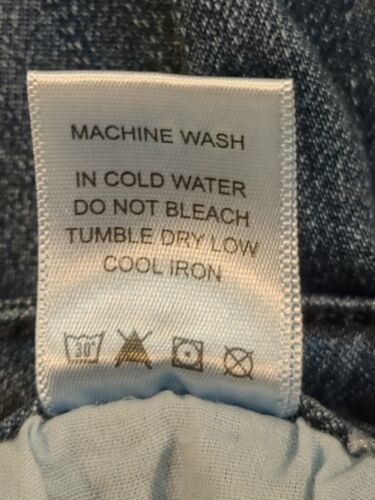 MACHINE WASH
IN COLD WATER
DO NOT BLEACH
TUMBLE DRY LOW
COOL IRON
30°